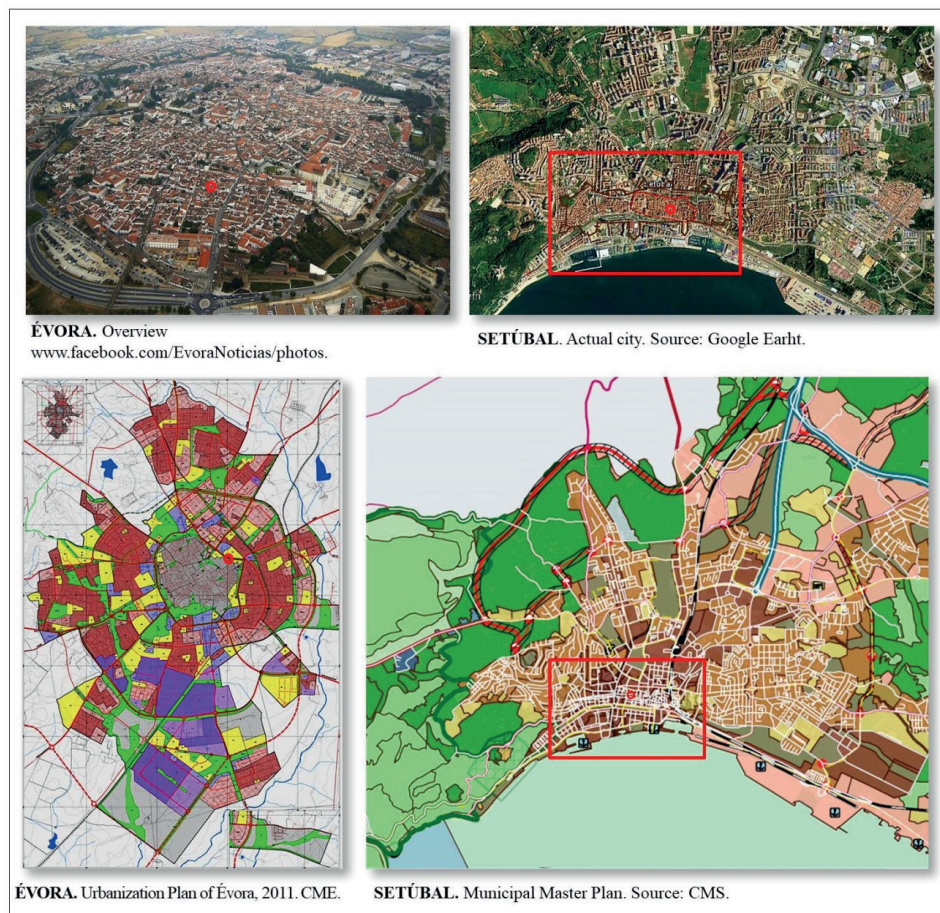 ÉVORA. Overview
www.facebook.com/EvoraNoticias/photos.
SETÚBAL. Actual city. Source: Google Earht.
ÉVORA. Urbanization Plan of Évora, 2011. CME.
SETÚBAL. Municipal Master Plan. Source: CMS.